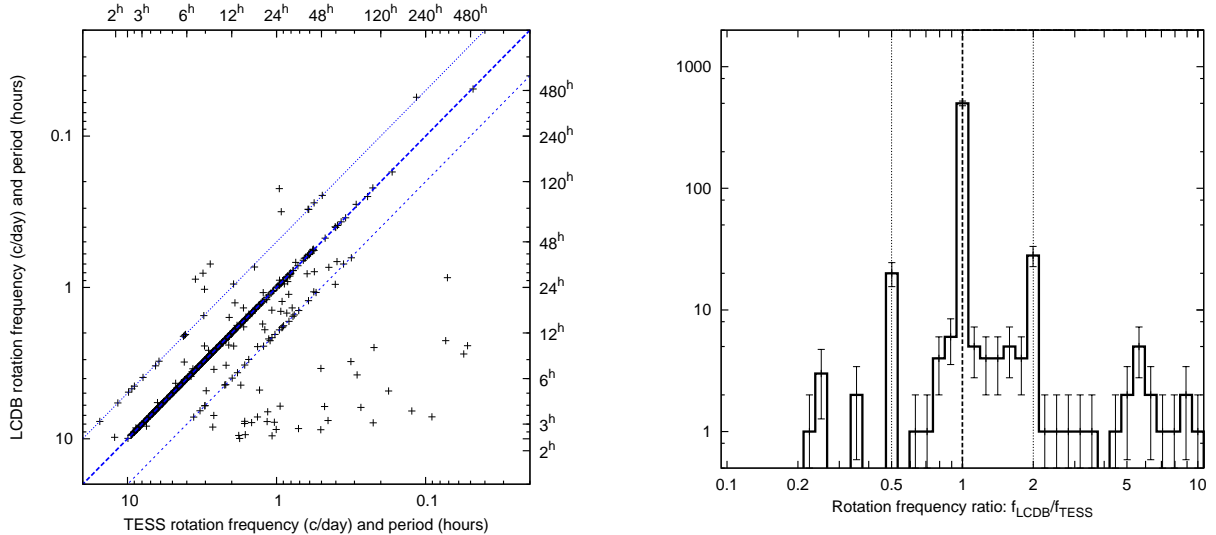 2h 3h 6h 12h 24h 48h 120h 240h 480h
LCDB rotation frequency (c/day) and period (hours)
0.1
1
10
480h
240h
120h
48h
24h
12h
6h
3h
2h
10 1 0.1
TESS rotation frequency (c/day) and period (hours)
1000
100
10
1
0.1 0.2 0.5 1 2 5 10
Rotation frequency ratio: fLCDB/fTESS